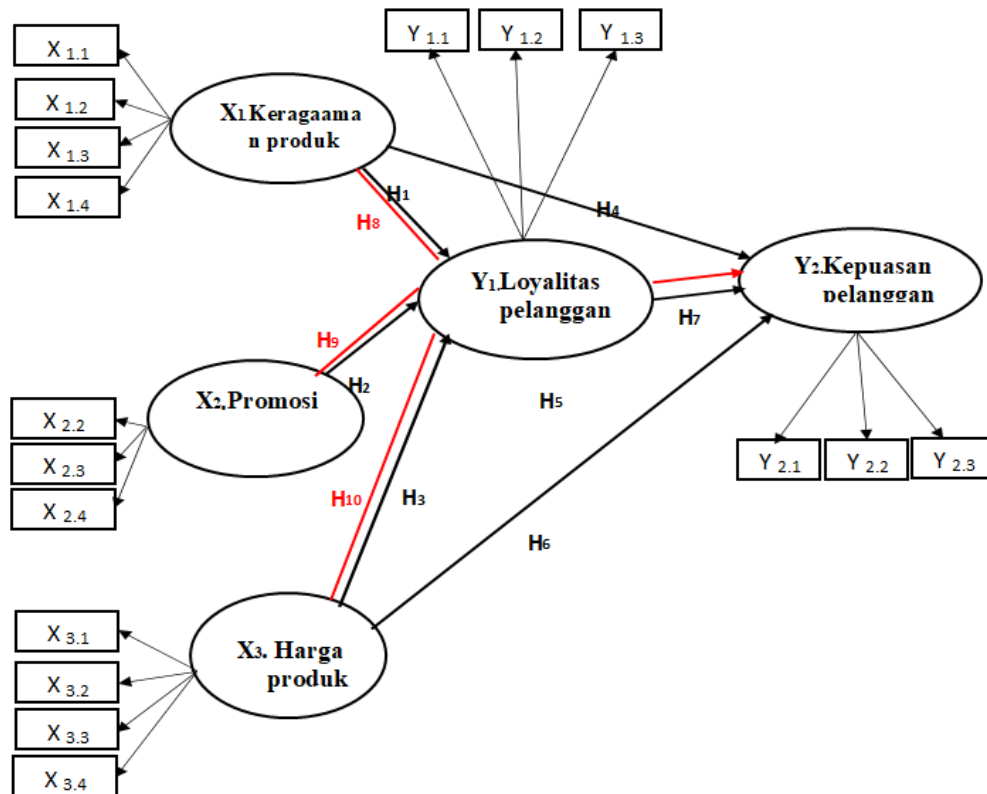 X 1.1
X 1.2
X 1.3
X 1.4
Y 1.1
Y 1.2
Y 1.3
X1.Keragaama
n produk
H1
H8
H4
Y1.Loyalitas
pelanggan
Y2.Kepuasan
pelanggan
H7
H9
H2
X2.Promosi
H5
X 2.2
X 2.3
X 2.4
Y 2.1
Y 2.2
Y 2.3
H10
H3
H6
X3. Harga
produk
X 3.1
X 3.2
X 3.3
X 3.4